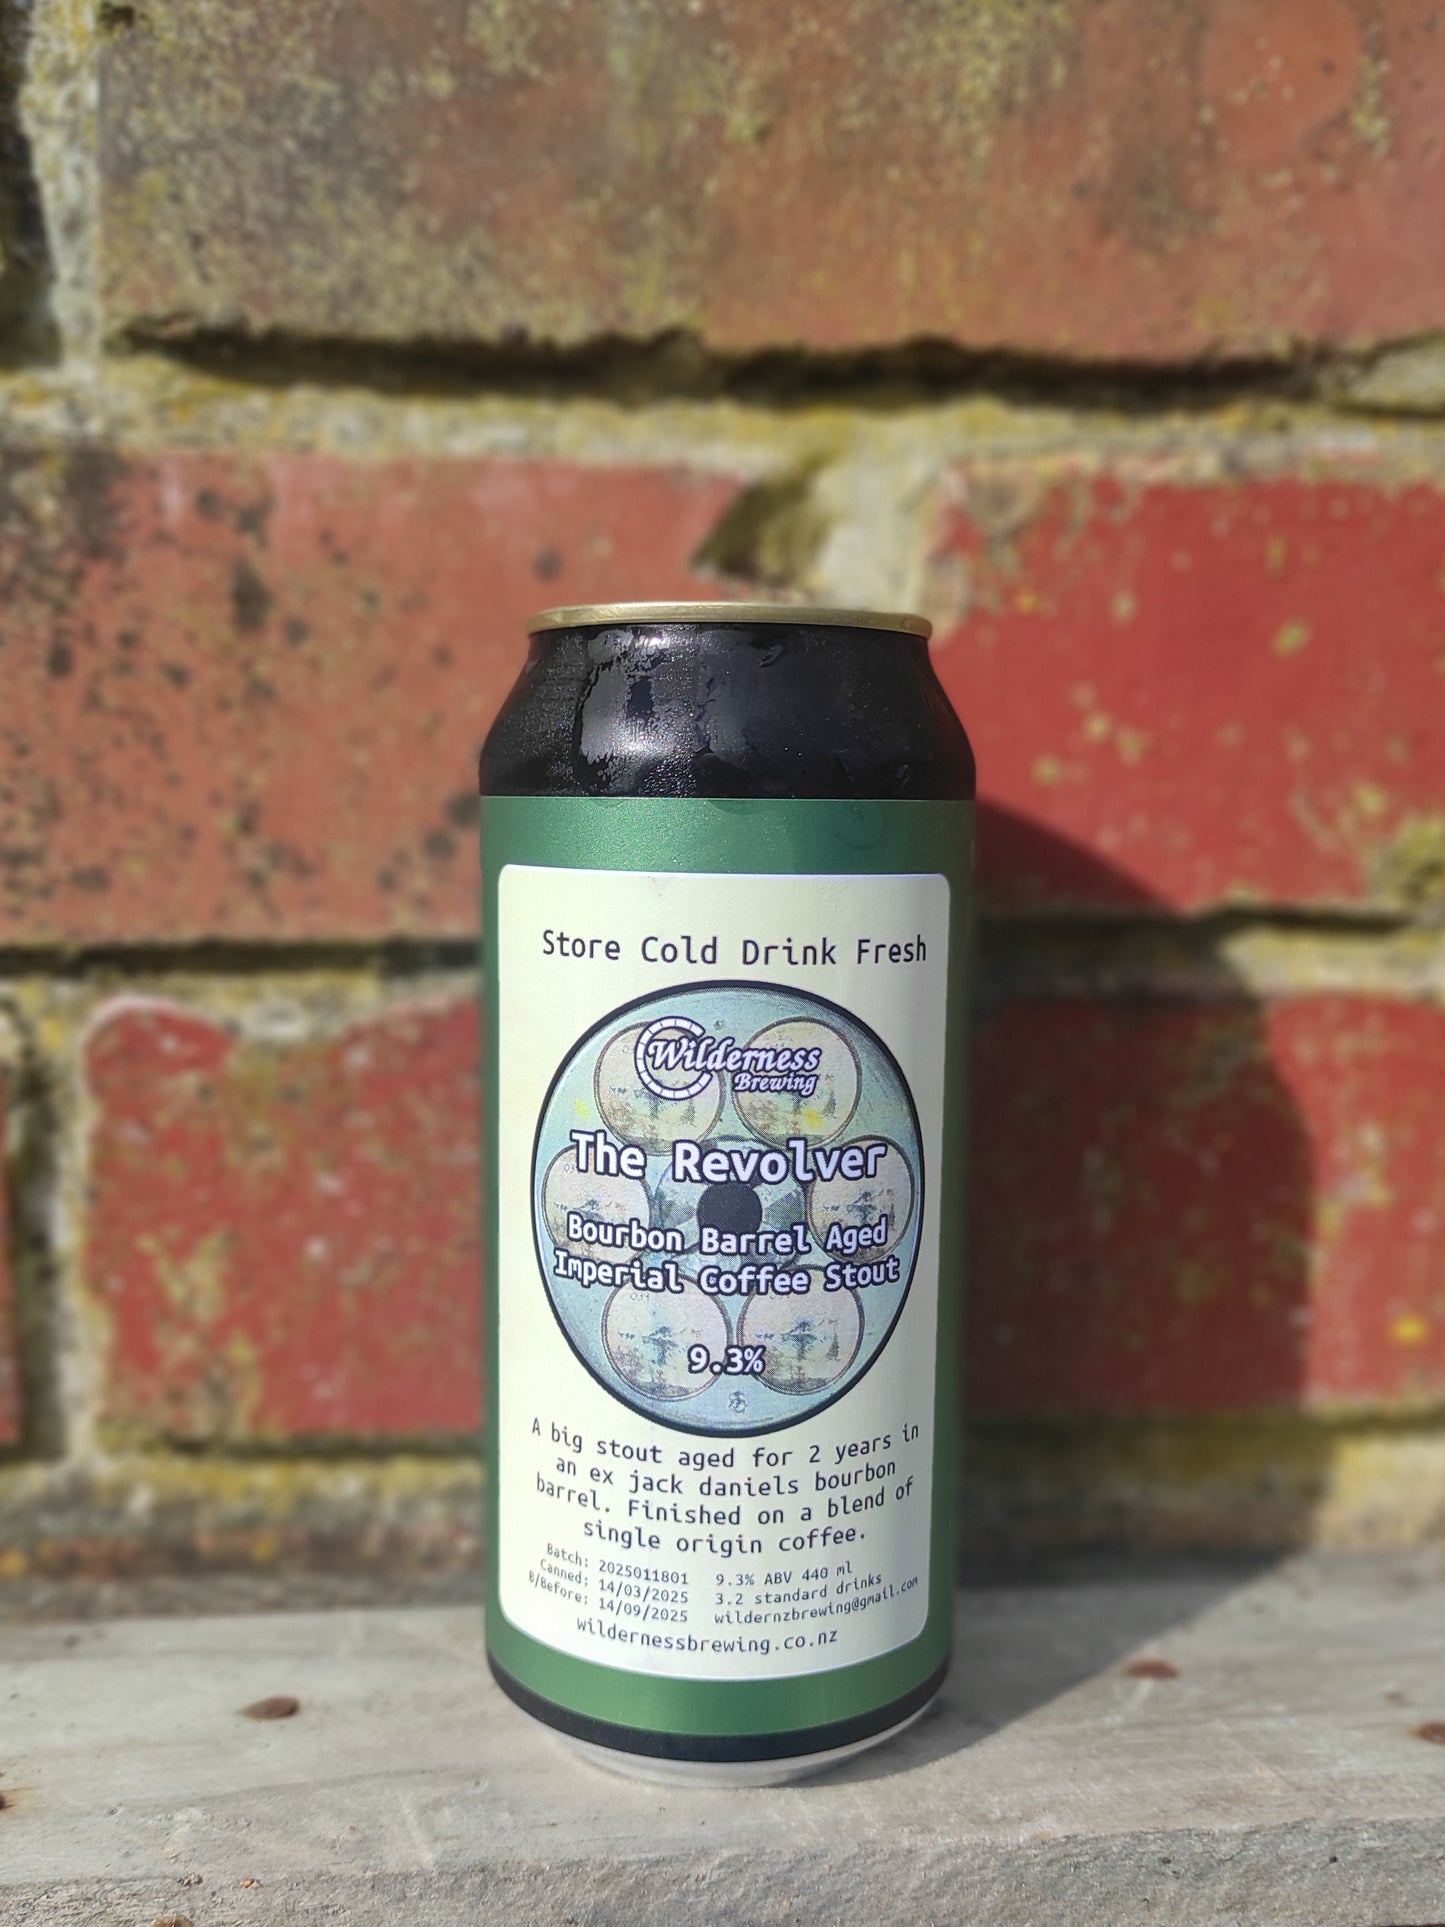 Store Cold Drink Fresh
Wilderness
Brewing
The Revolver
Bourbon Barrel Aged
Imperial Coffee Stout
9.3%
A big stout aged for 2 years in
an ex jack daniels bourbon
barrel. Finished on a blend of
single origin coffee.
Batch: 2025011801
Canned: 14/03/2025
B/Before: 14/09/2025
9.3% ABV 440 ml
3.2 standard drinks
wildernzbrewing@gmail.com
wildernessbrewing.co.nz